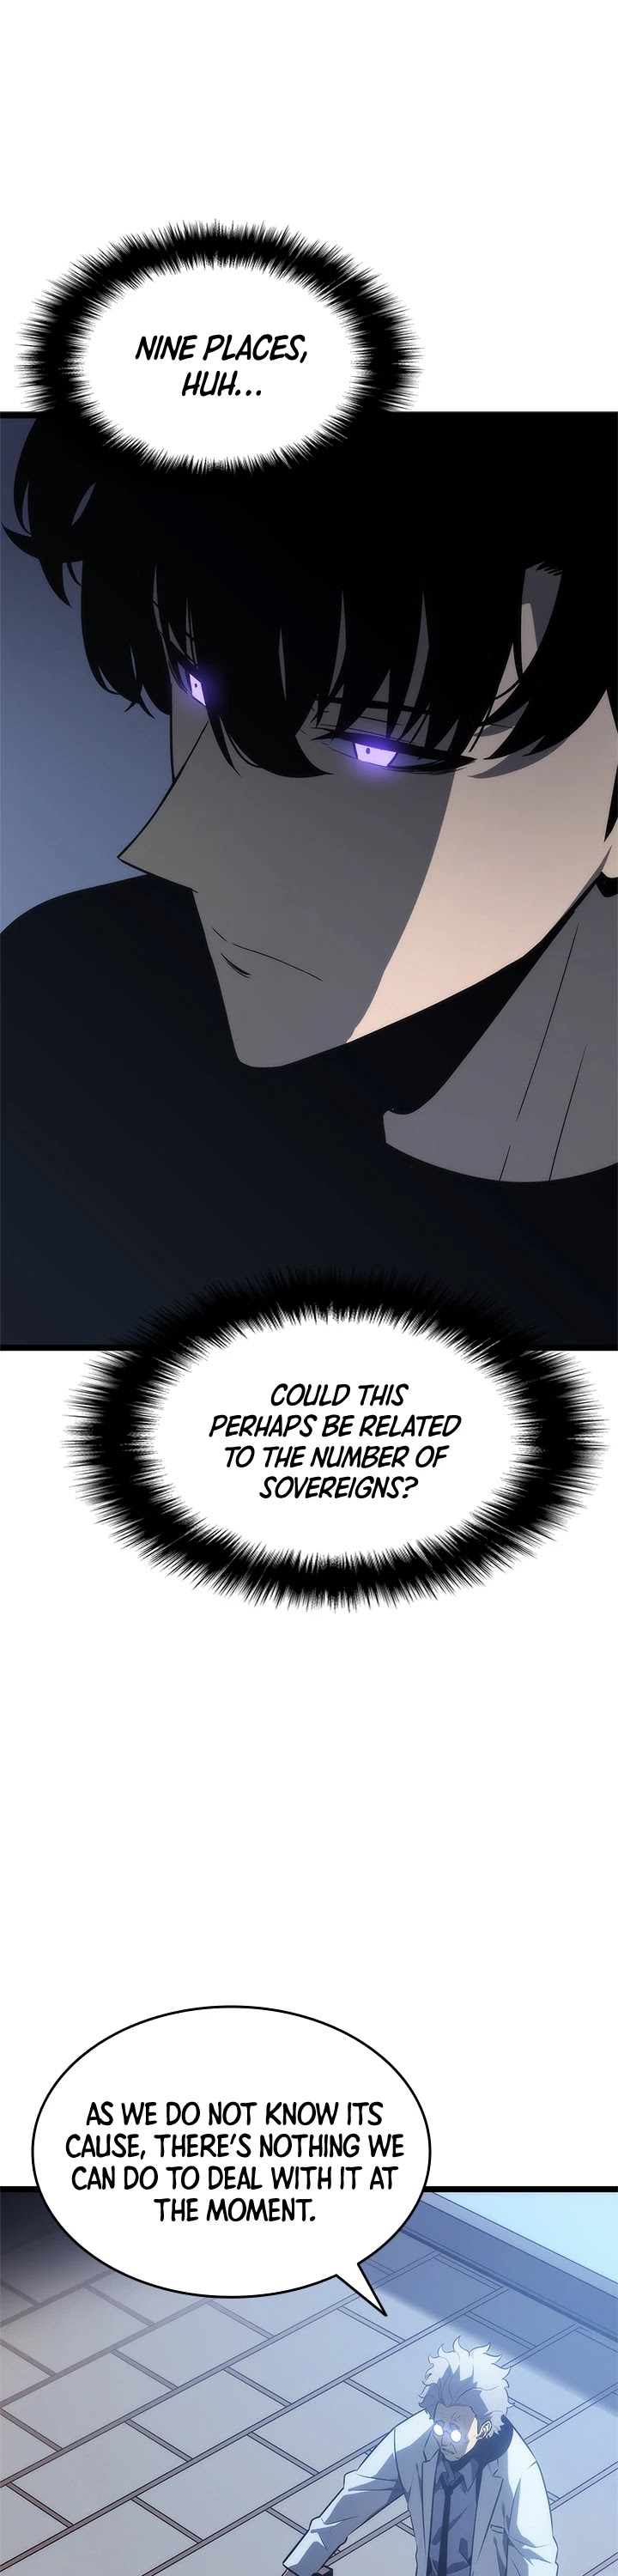 NINE PLACES,
HUH...
COULD THIS
PERHAPS BE RELATED
TO THE NUMBER OF
SOVEREIGNS?
AS WE DO NOT KNOW ITS
CAUSE, THERE'S NOTHING WE
CAN DO TO DEAL WITH IT AT
THE MOMENT.